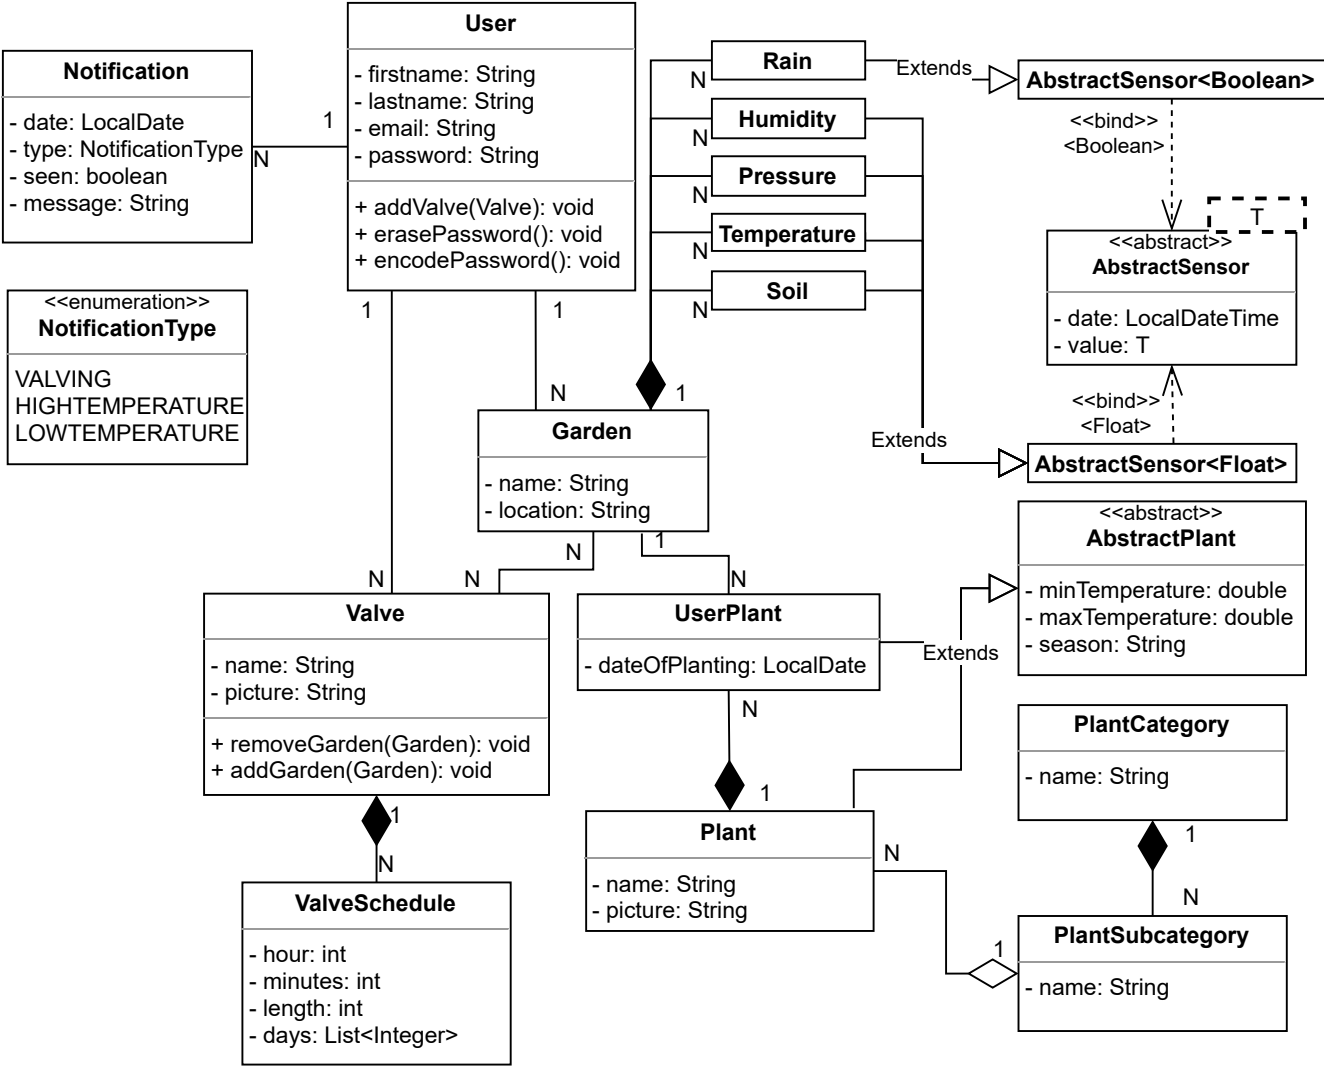 User
- firstname: String
- lastname: String
- email: String
- password: String
+ addValve(Valve): void
+ erasePassword(): void
+ encodePassword(): void
Notification
- date: LocalDate
- type: NotificationType
- seen: boolean
- message: String
1
N
<<enumeration>>
NotificationType
VALVING
HIGHTEMPERATURE
LOWTEMPERATURE
Rain
N
Humidity
N
Pressure
N
Temperature
N
Soil
N
Extends
AbstractSensor<Boolean>
<<bind>>
<Boolean>
T
<<abstract>>
AbstractSensor
- date: LocalDateTime
- value: T
<<bind>>
<Float>
Extends
AbstractSensor<Float>
1
1
N
1
Garden
- name: String
- location: String
N
1
N
N
N
Valve
- name: String
- picture: String
+ removeGarden(Garden): void
+ addGarden(Garden): void
1
N
ValveSchedule
- hour: int
- minutes: int
- length: int
- days: List<Integer>
UserPlant
- dateOfPlanting: LocalDate
Extends
N
1
Plant
- name: String
- picture: String
N
<<abstract>>
AbstractPlant
- minTemperature: double
- maxTemperature: double
- season: String
PlantCategory
- name: String
1
N
1
PlantSubcategory
- name: String